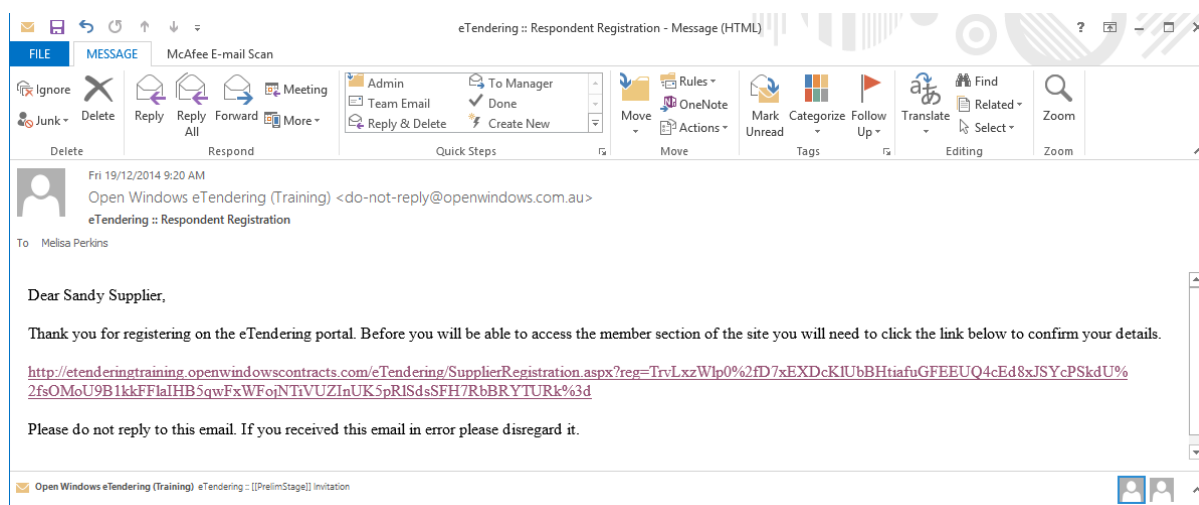 eTendering :: Respondent Registration - Message (HTML)
FILE MESSAGE McAfee E-mail Scan
Ignore
Junk
Delete
Reply
Reply All
Forward
Meeting
More
Admin
Team Email
Reply & Delete
To Manager
Done
Create New
Move
Rules
OneNote
Actions
Mark Unread
Categorize
Follow Up
Translate
Find
Related
Select
Zoom
Delete Respond Quick Steps Move Tags Editing Zoom
Fri 19/12/2014 9:20 AM
Open Windows eTendering (Training) <do-not-reply@openwindows.com.au>
eTendering :: Respondent Registration
To Melisa Perkins
Dear Sandy Supplier,
Thank you for registering on the eTendering portal. Before you will be able to access the member section of the site you will need to click the link below to confirm your details.
http://etenderingtraining.openwindowscontracts.com/eTendering/SupplierRegistration.aspx?reg=TrvLxzWlp0%2fD7xEXDcKlUbBHtiafuGFEEUQ4cEd8xJSYcPSkdU%
2fsOMoU9B1kkFFlaIHB5qwFxWFojNTiVUZInUK5pRlSdsSFH7RbBRYTURk%3d
Please do not reply to this email. If you received this email in error please disregard it.
Open Windows eTendering (Training) eTendering :: [[PrelimStage]] Invitation